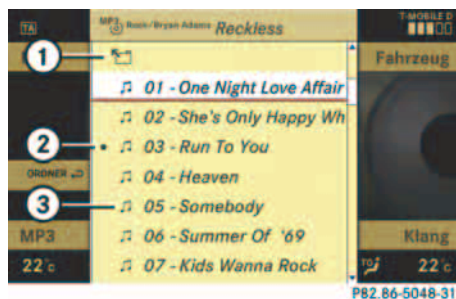 TA
MP3 Rock/Bryan Adams Reckless
T-MOBILE D
1
Fahrzeug
01 - One Night Love Affair
02 - She's Only Happy Wh
2
03 - Run To You
ORDNER
04 - Heaven
3
05 - Somebody
MP3
06 - Summer Of '69
Klang
22°C
07 - Kids Wanna Rock
22°C
P82.86-5048-31